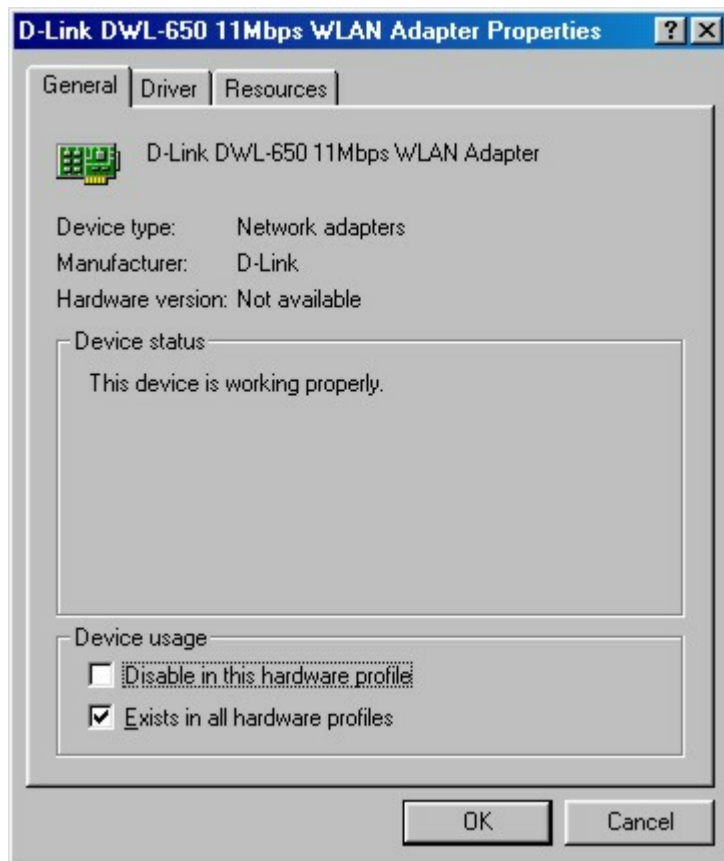 D-Link DWL-650 11Mbps WLAN Adapter Properties ? ×
General Driver Resources
D-Link DWL-650 11Mbps WLAN Adapter
Device type: Network adapters
Manufacturer: D-Link
Hardware version: Not available
Device status
This device is working properly.
Device usage
Disable in this hardware profile
Exists in all hardware profiles
OK Cancel